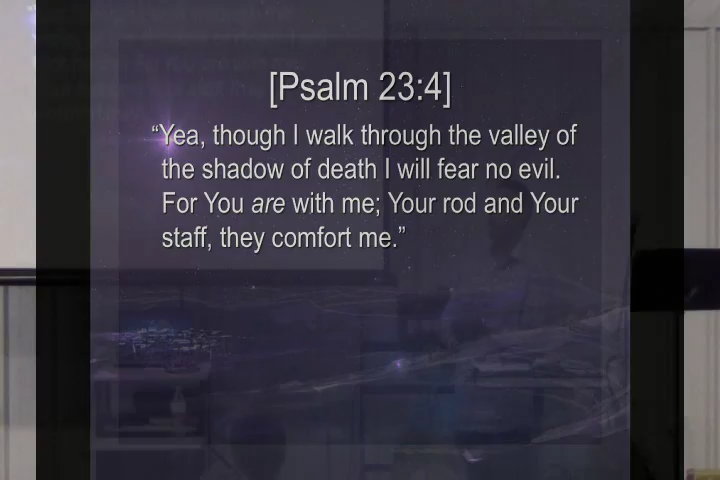 [Psalm 23:4]
“Yea, though I walk through the valley of
the shadow of death I will fear no evil.
For You are with me; Your rod and Your
staff, they comfort me.”